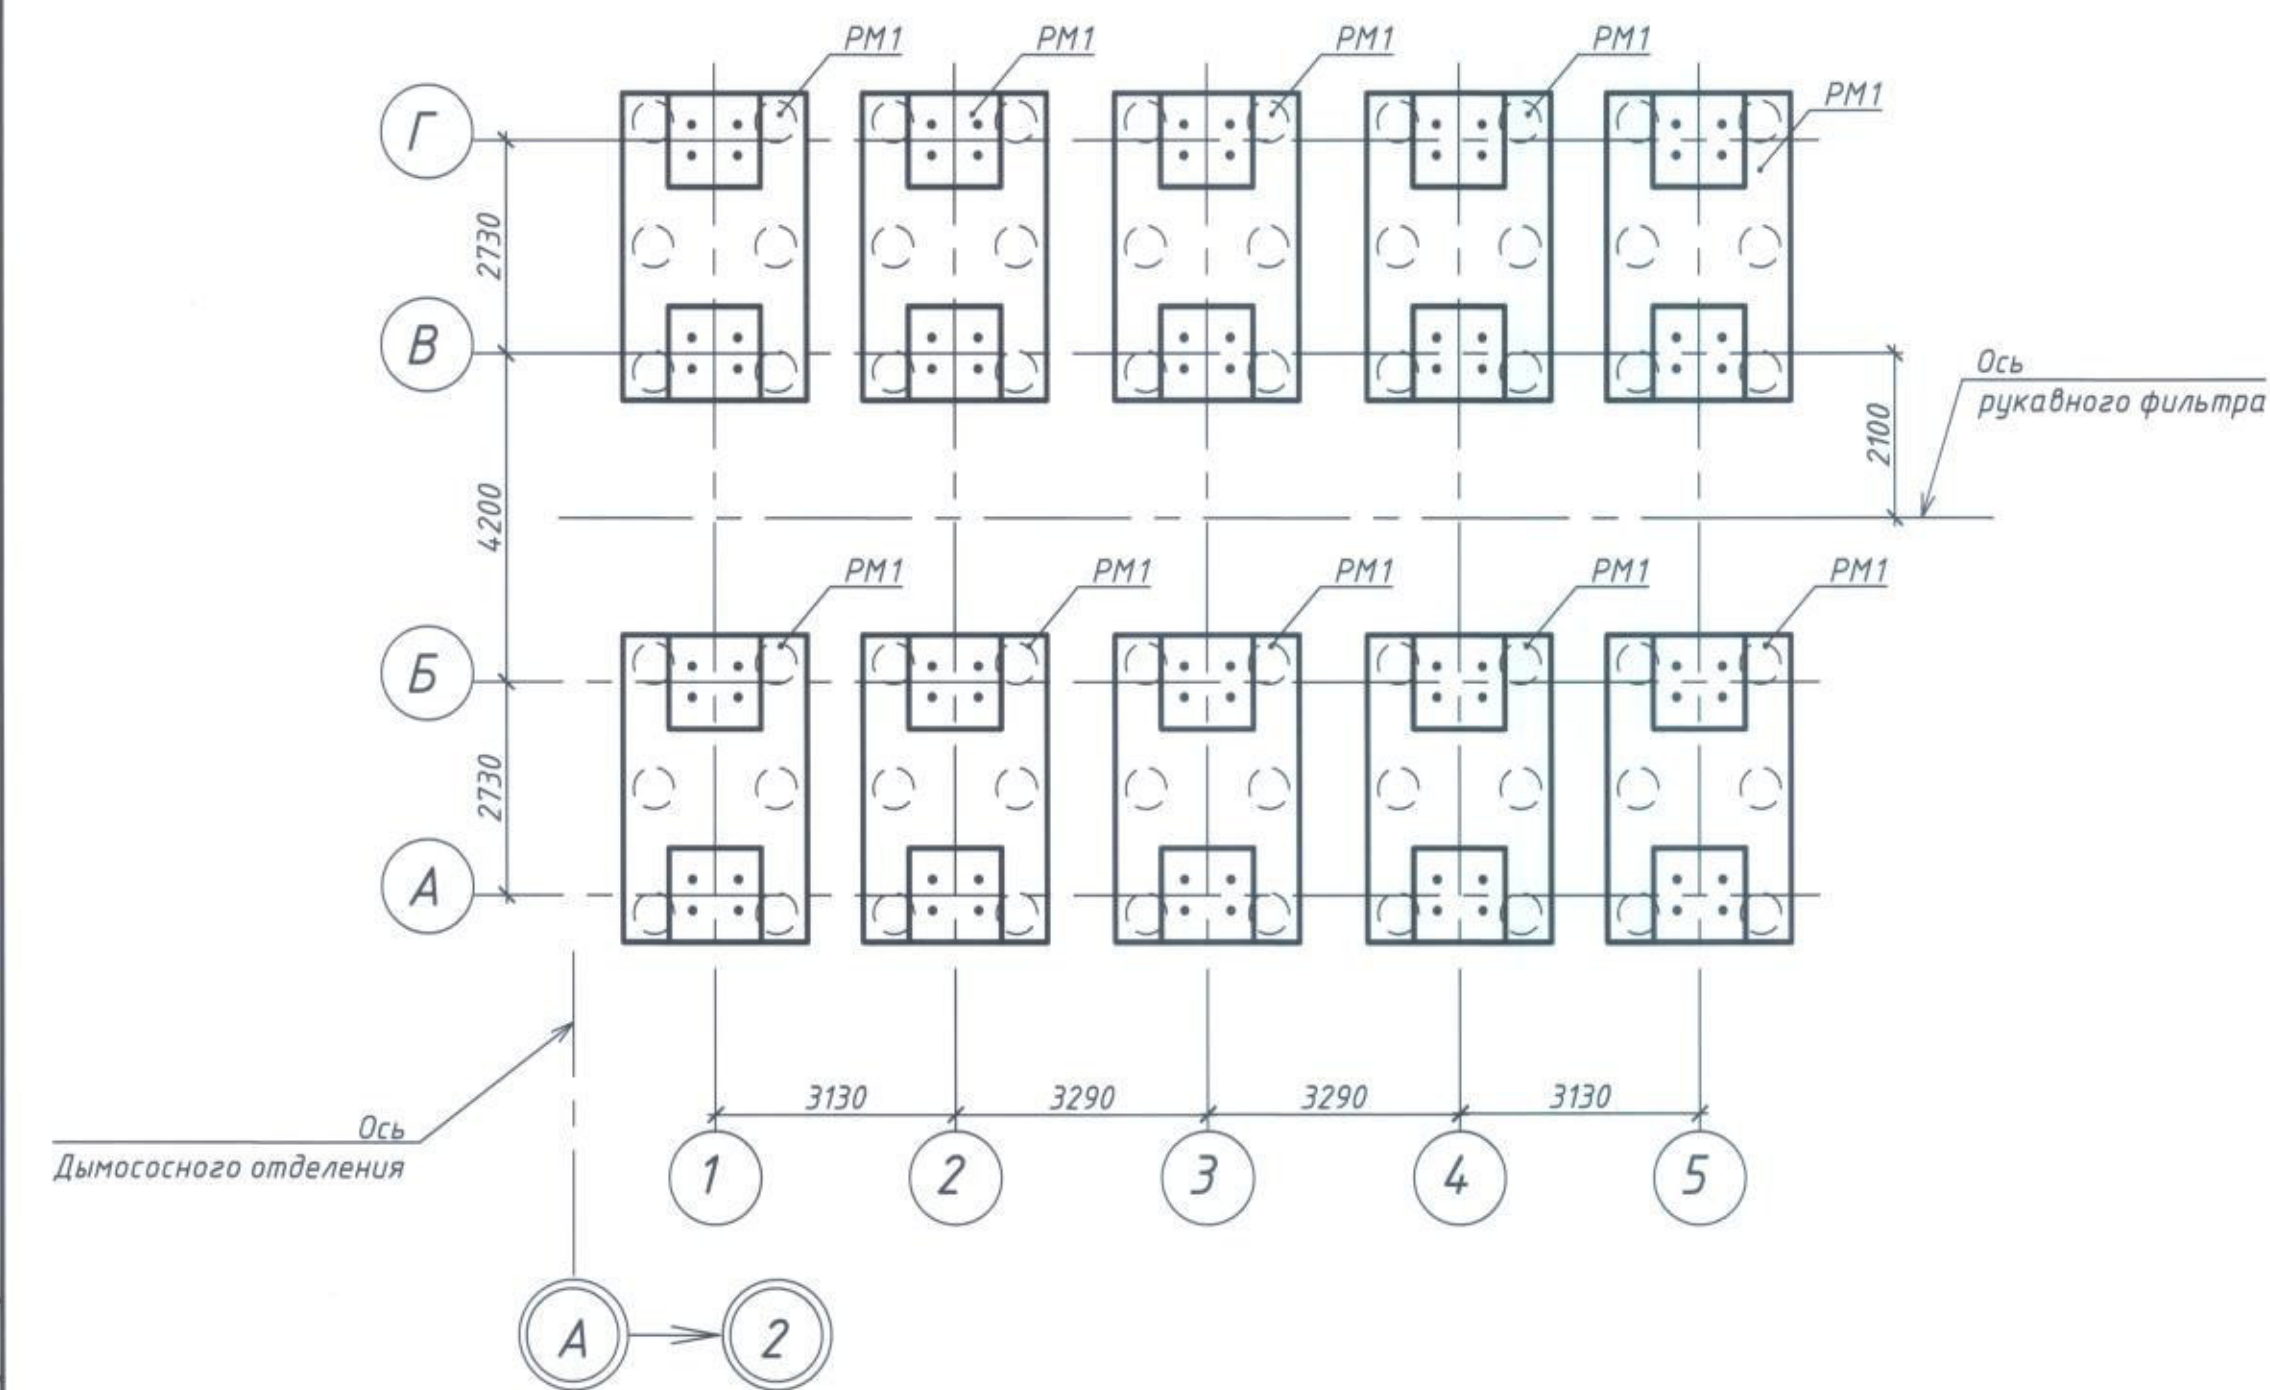 РМ1
РМ1
РМ1
РМ1
РМ1
Г
2730
В
Ось
рукавного фильтра
2100
4200
РМ1
РМ1
РМ1
РМ1
РМ1
Б
2730
А
3130
3290
3290
3130
Ось
Дымососного отделения
1
2
3
4
5
А
2